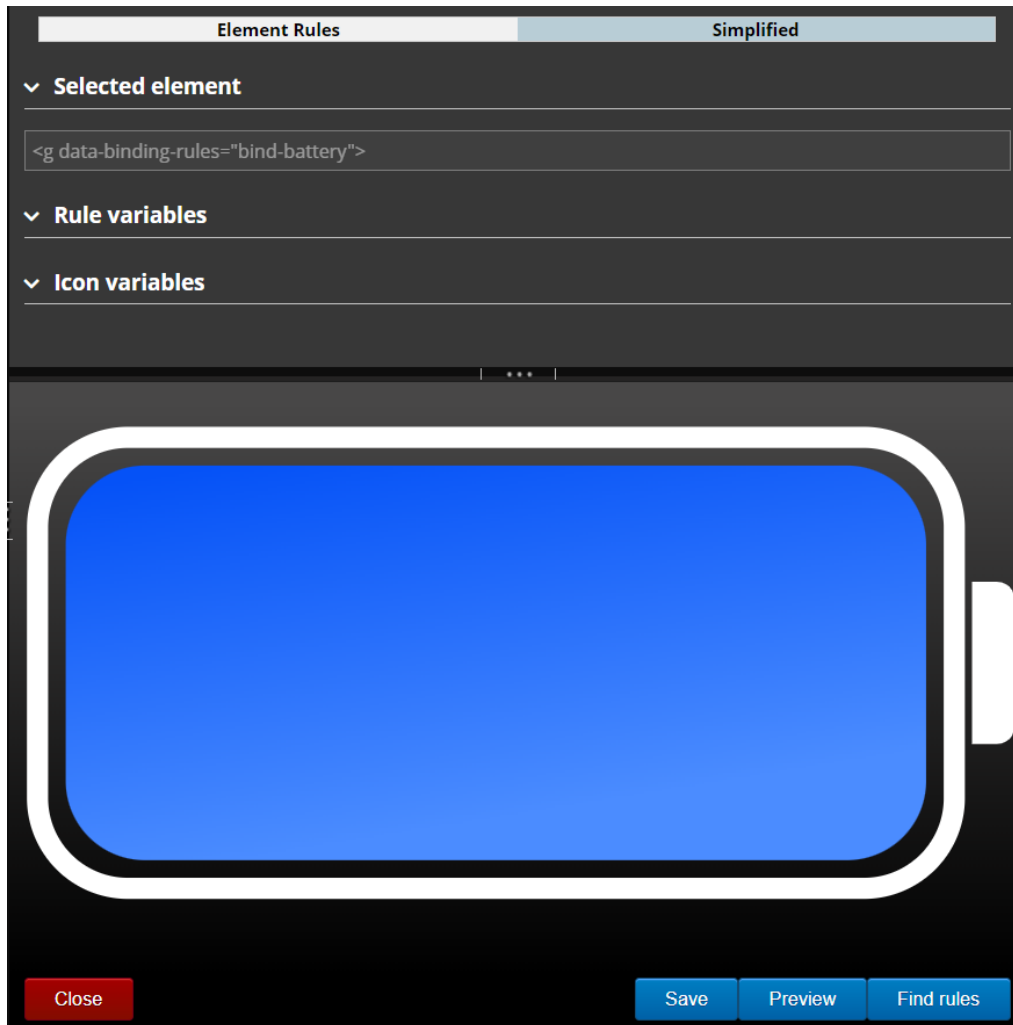 Element Rules
Simplified
Selected element
<g data-binding-rules="bind-battery">
Rule variables
Icon variables
Close
Save
Preview
Find rules